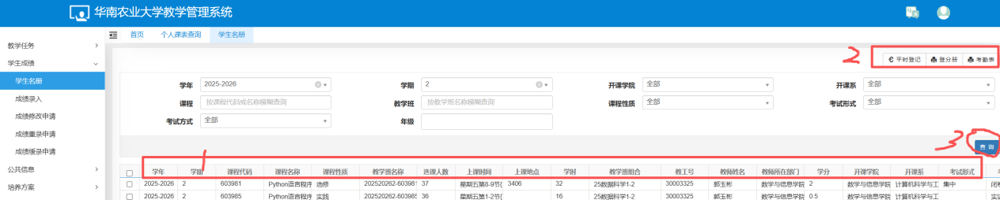 华南农业大学教学管理系统
首页 个人课表查询 学生名册
教学任务
学生成绩
学生名册
成绩录入
成绩修改申请
成绩重录申请
成绩缓录申请
公共信息
培养方案
2
平时登记 登分册 考勤表
学年 2025-2026 学期 2 开课学院 全部 开课系 全部
课程 按课程代码或名称模糊查询 教学班 按教学班名称模糊查询 课程性质 全部 考试形式 全部
考试方式 全部 年级
3
查 询
1
学年 学期 课程代码 课程名称 课程性质 教学班名称 选课人数 上课时间 上课地点 学时 教学班组合 教工号 教师姓名 教师所在部门 学分 开课学院 开课系 考试形式
2025-2026 2 603981 Python语言程序 选修 202520262-60398 37 星期五第8-9节{ 3406 32 25数据科学1-2 30003325 郭玉彬 数学与信息学院 2 数学与信息学院 计算机科学与工 集中 闭
2025-2026 2 603985 Python语言程序 实践 202520262-60398 36 星期五第1-2节{ 16 25数据科学1-2 30003325 郭玉彬 数学与信息学院 0.5 数学与信息学院 计算机科学与工